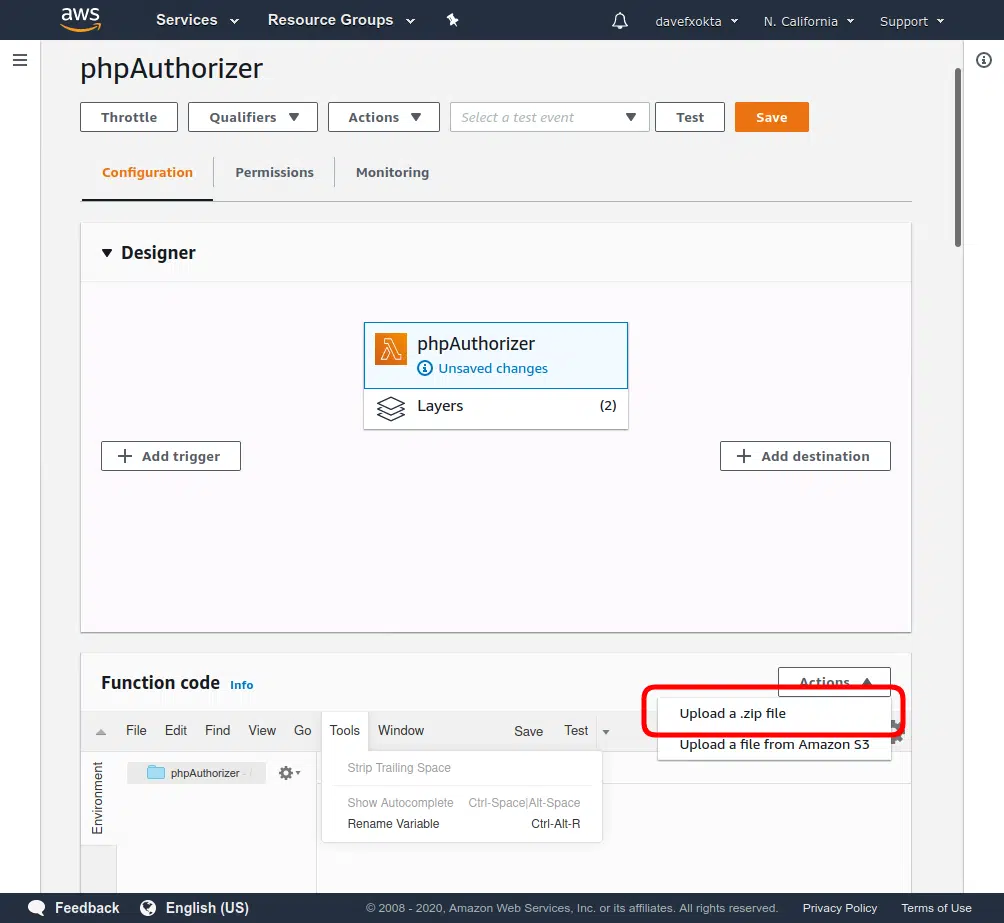 aws Services Resource Groups davefxokta N. California Support
phpAuthorizer
Throttle Qualifiers Actions Select a test event Test Save
Configuration Permissions Monitoring
Designer
phpAuthorizer
Unsaved changes
Layers (2)
Add trigger Add destination
Function code Info Actions
Upload a .zip file
File Edit Find View Go Tools Window Save Test
Upload a file from Amazon S3
Environment
phpAuthorizer
Strip Trailing Space
Show Autocomplete Ctrl-Space|Alt-Space
Rename Variable Ctrl-Alt-R
Feedback English (US) © 2008 - 2020, Amazon Web Services, Inc. or its affiliates. All rights reserved. Privacy Policy Terms of Use